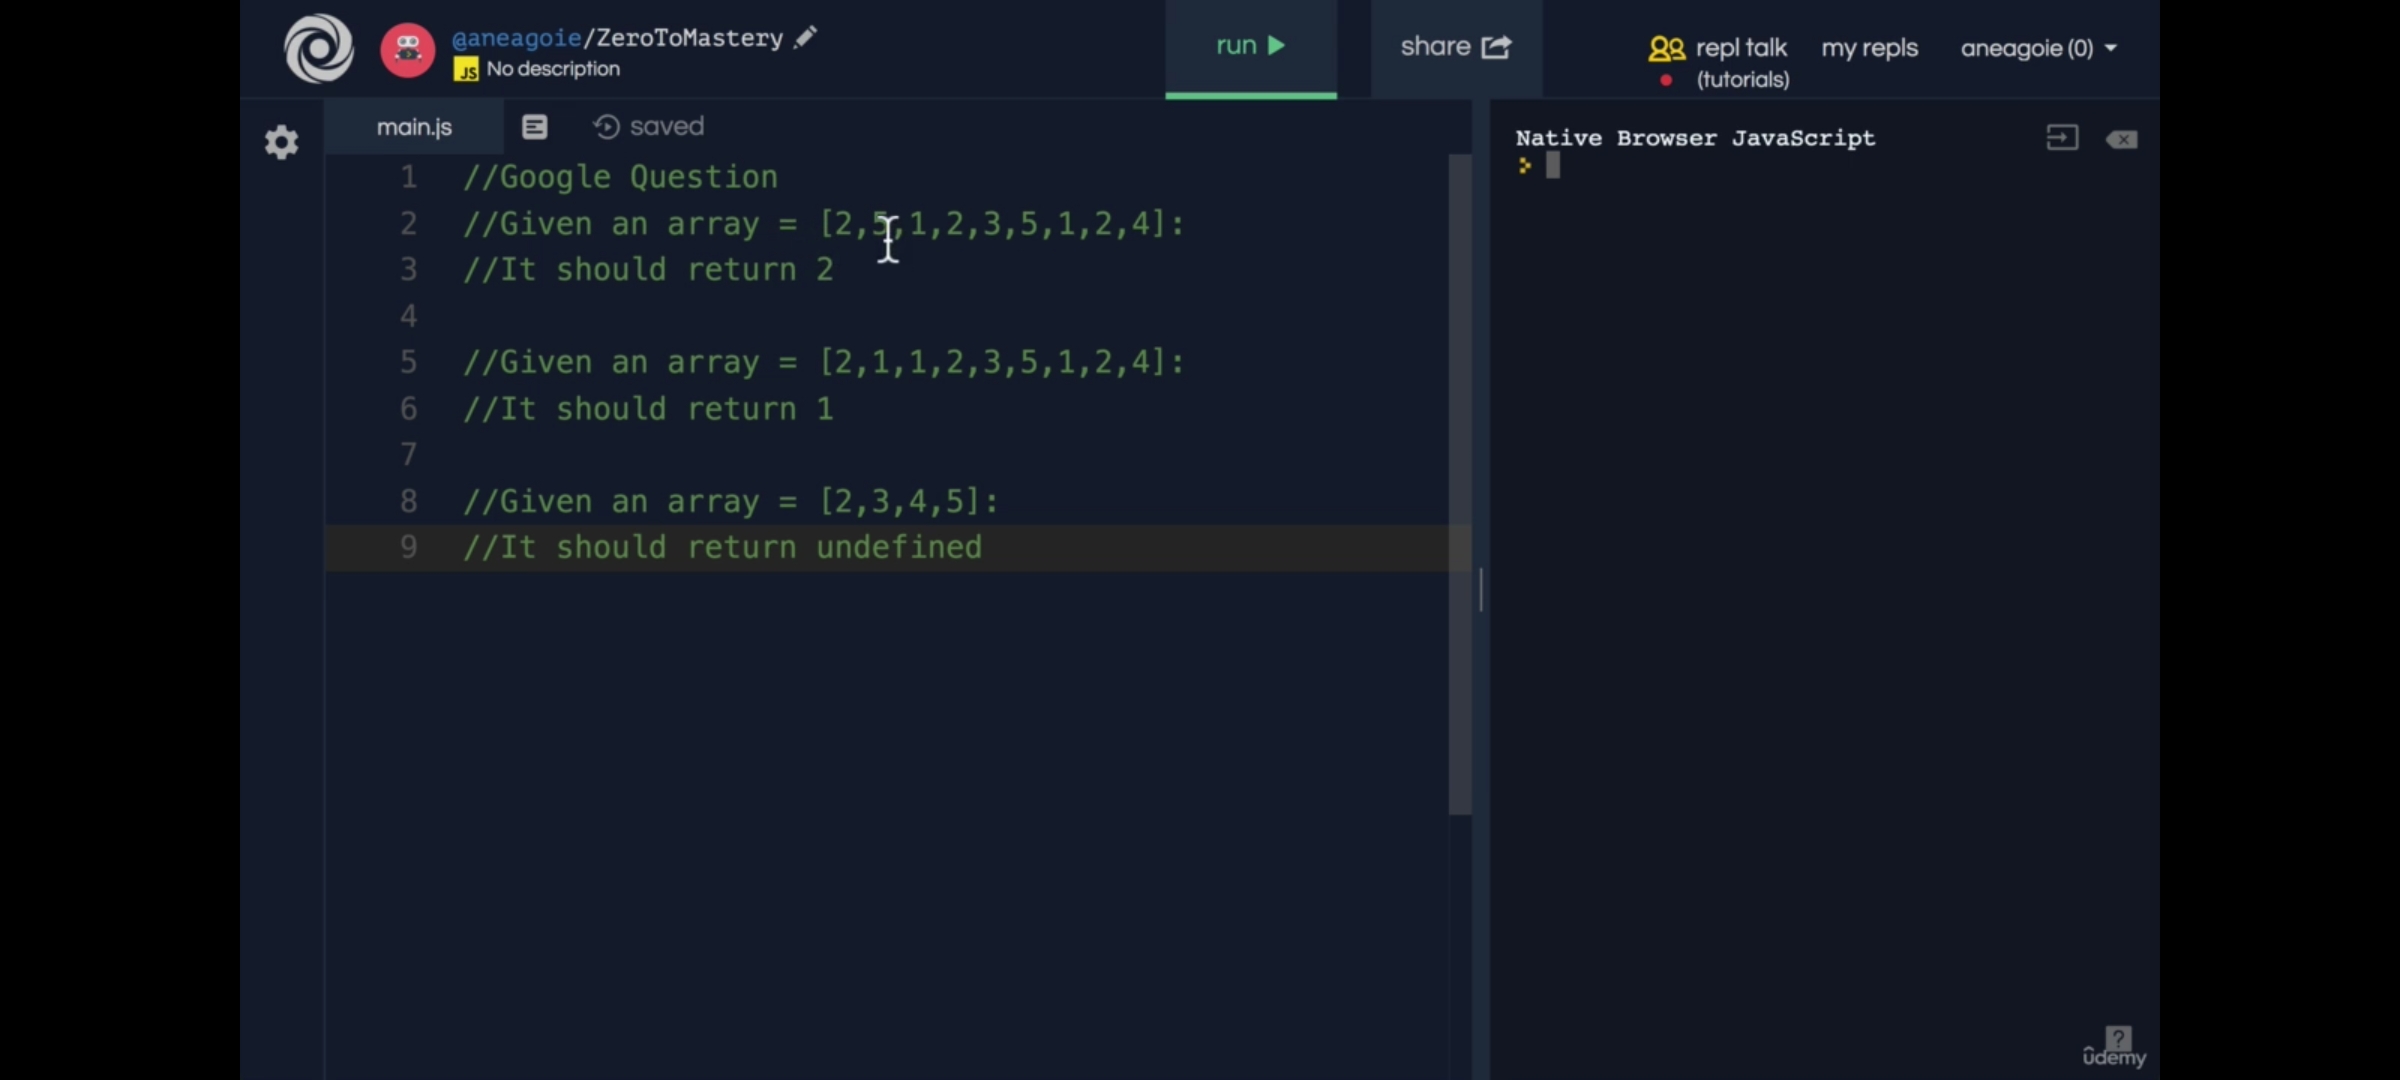 @aneagoie/ZeroToMastery
JS No description
run
share
repl talk
(tutorials)
my repls
aneagoie (0)
main.js
saved
1 //Google Question
2 //Given an array = [2,5,1,2,3,5,1,2,4]:
3 //It should return 2
4
5 //Given an array = [2,1,1,2,3,5,1,2,4]:
6 //It should return 1
7
8 //Given an array = [2,3,4,5]:
9 //It should return undefined
Native Browser JavaScript
?
ûdemy